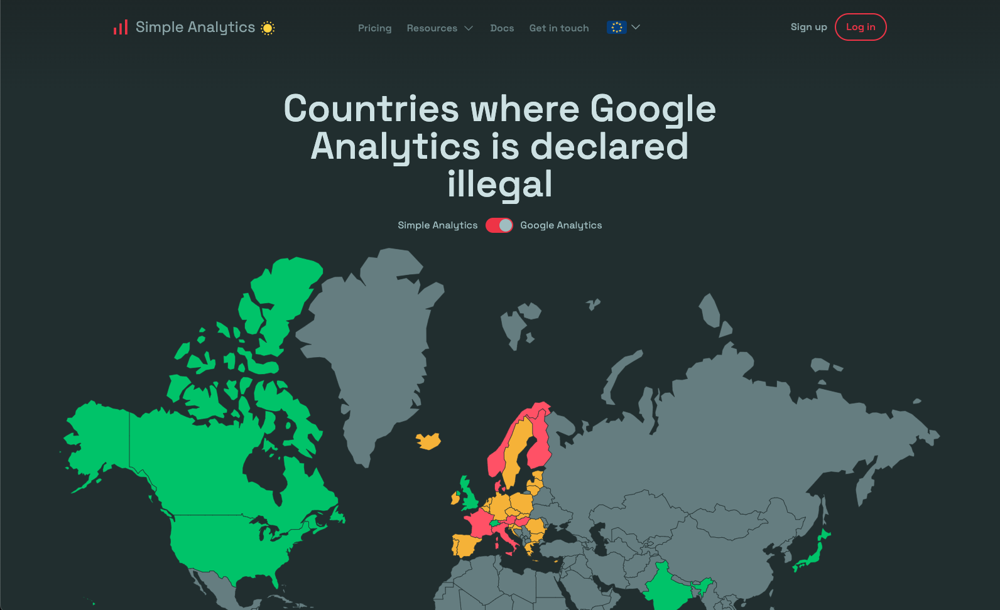 Simple Analytics
Pricing
Resources
Docs
Get in touch
Sign up
Log in
Countries where Google
Analytics is declared
illegal
Simple Analytics
Google Analytics